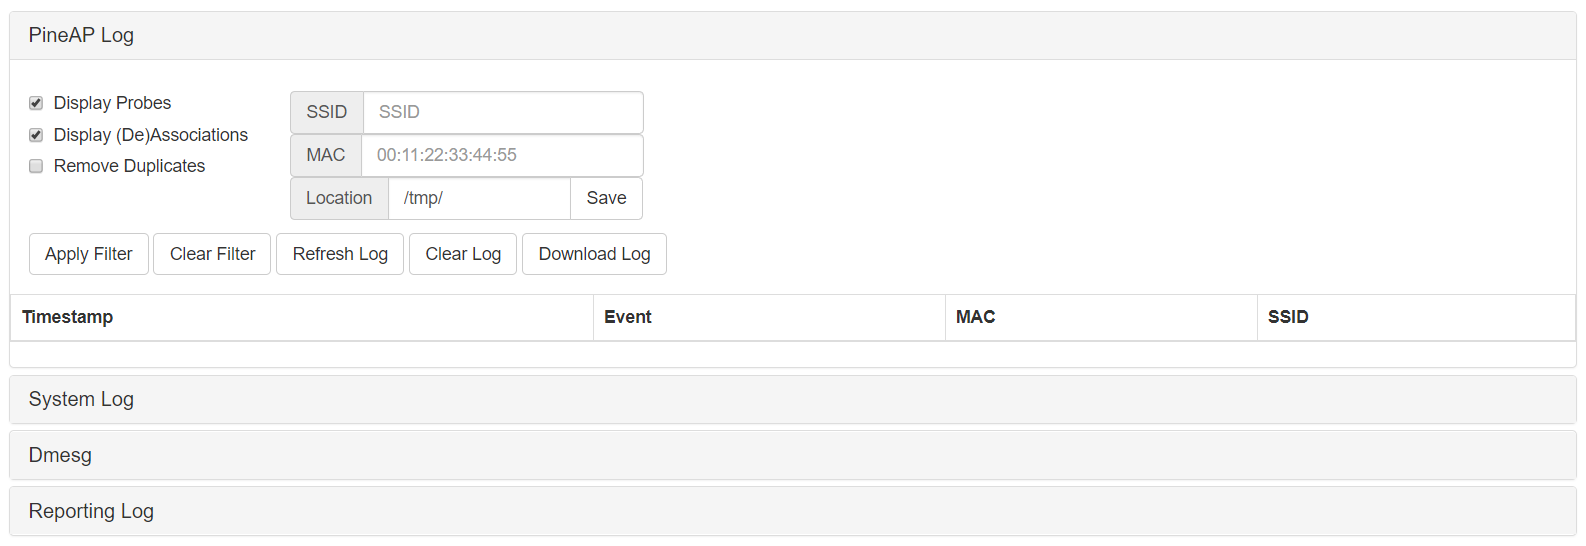 PineAP Log
Display Probes
Display (De)Associations
Remove Duplicates
SSID SSID
MAC 00:11:22:33:44:55
Location /tmp/ Save
Apply Filter Clear Filter Refresh Log Clear Log Download Log
Timestamp Event MAC SSID
System Log
Dmesg
Reporting Log